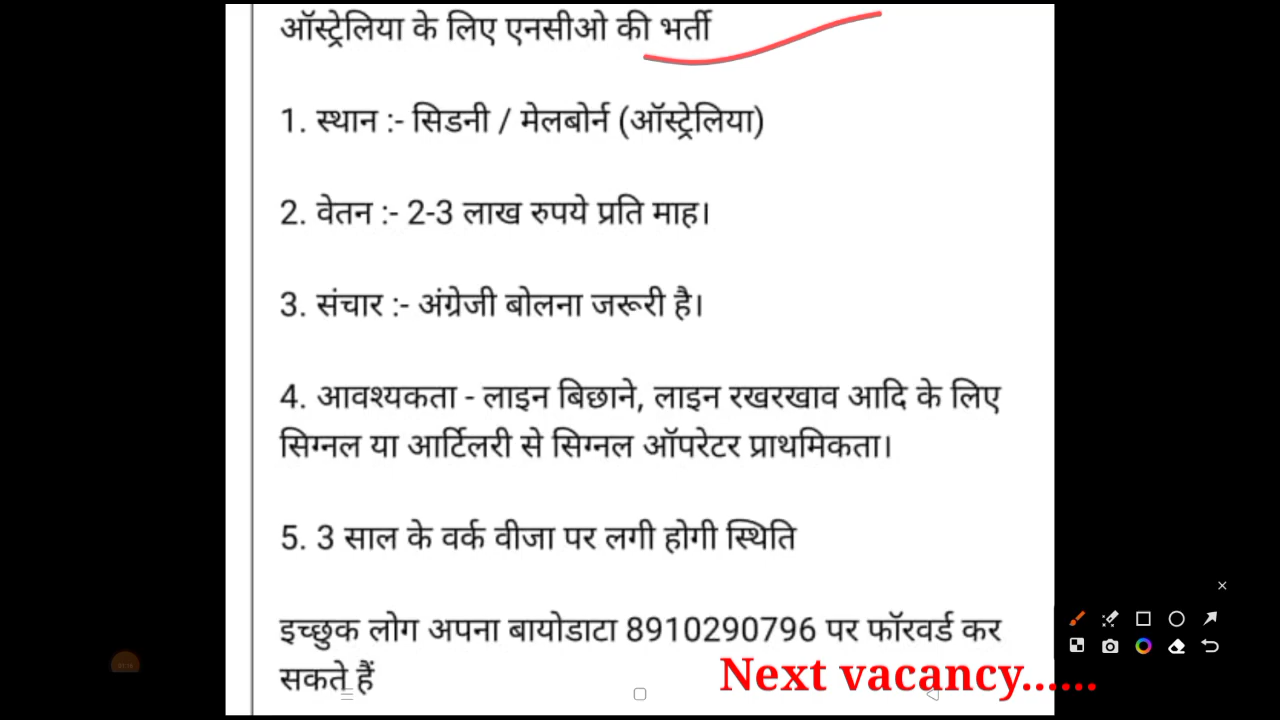 ऑस्ट्रेलिया के लिए एनसीओ की भर्ती
1. स्थान :- सिडनी / मेलबोर्न (ऑस्ट्रेलिया)
2. वेतन :- 2-3 लाख रुपये प्रति माह।
3. संचार :- अंग्रेजी बोलना जरूरी है।
4. आवश्यकता - लाइन बिछाने, लाइन रखरखाव आदि के लिए
सिग्नल या आर्टिलरी से सिग्नल ऑपरेटर प्राथमिकता।
5. 3 साल के वर्क वीजा पर लगी होगी स्थिति
इच्छुक लोग अपना बायोडाटा 8910290796 पर फॉरवर्ड कर
सकते हैं
Next vacancy......